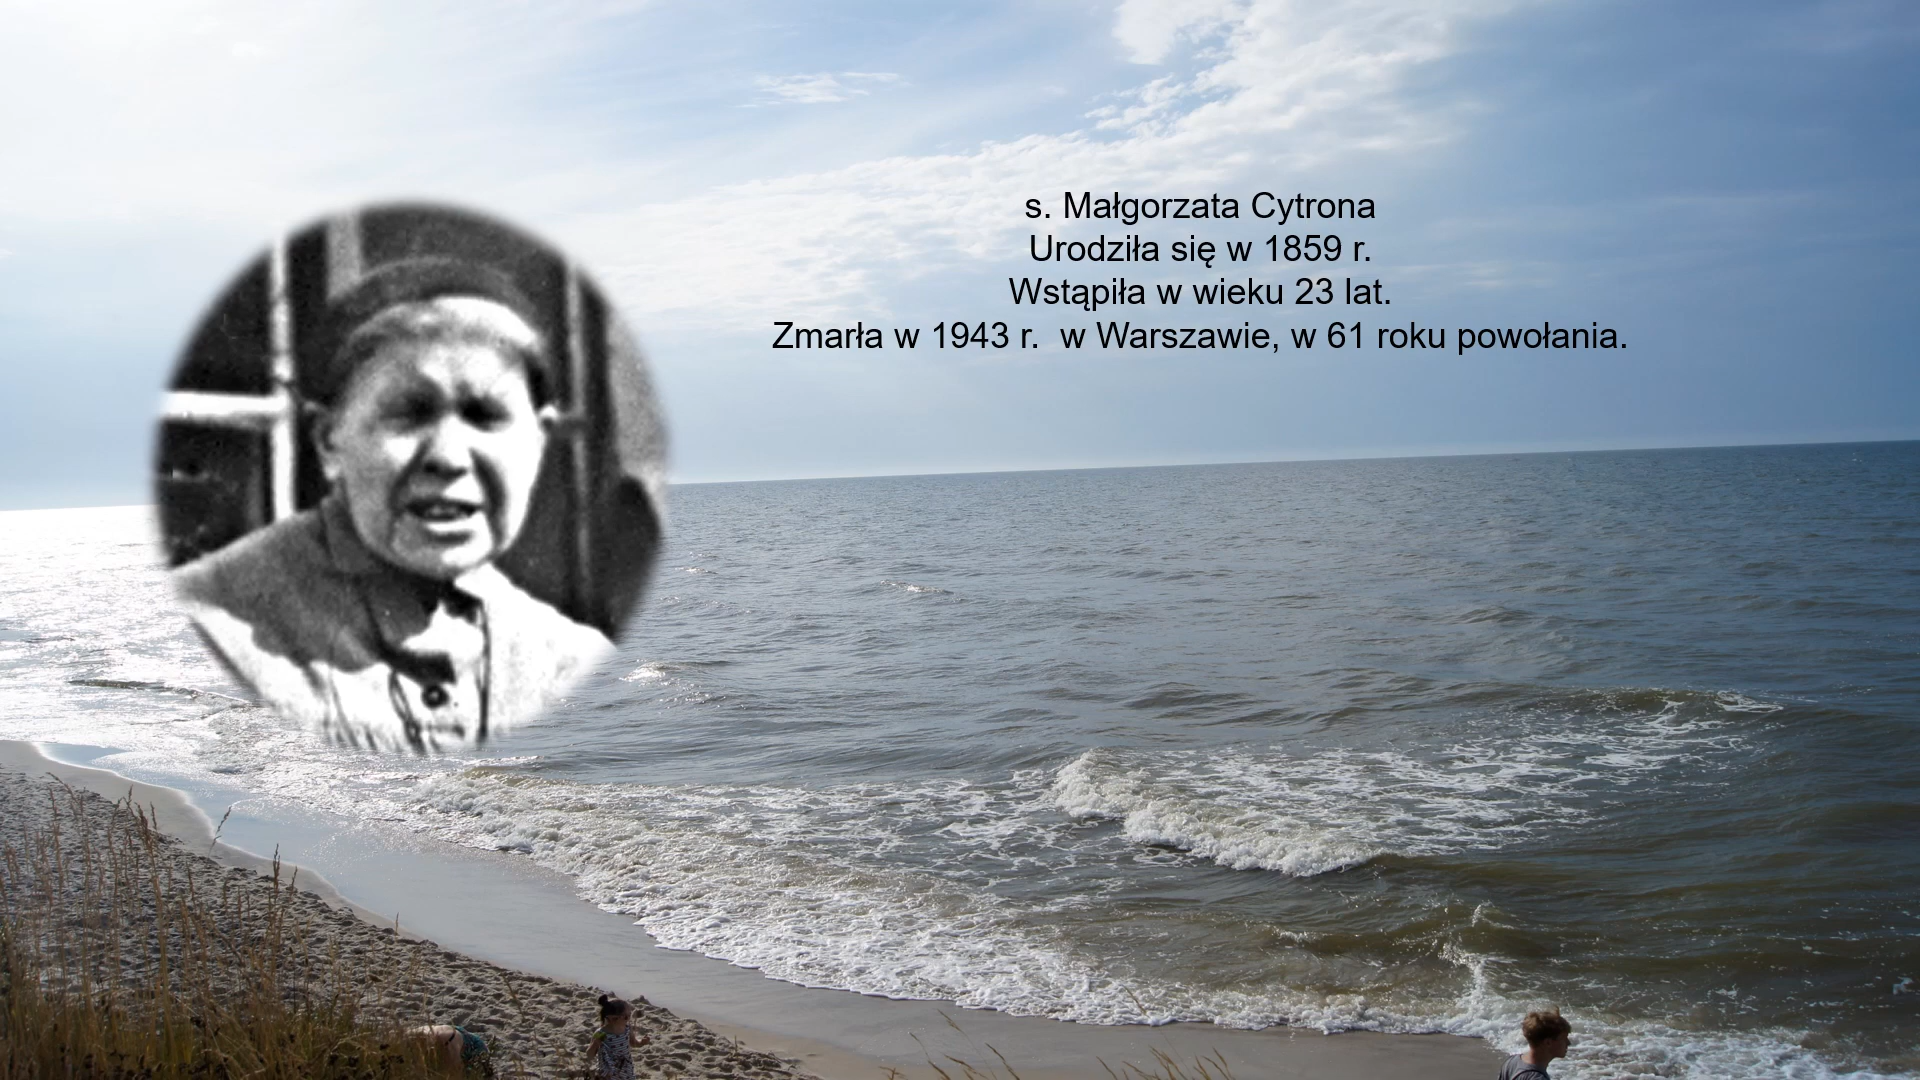 s. Małgorzata Cytrona
Urodziła się w 1859 r.
Wstąpiła w wieku 23 lat.
Zmarła w 1943 r.  w Warszawie, w 61 roku powołania.